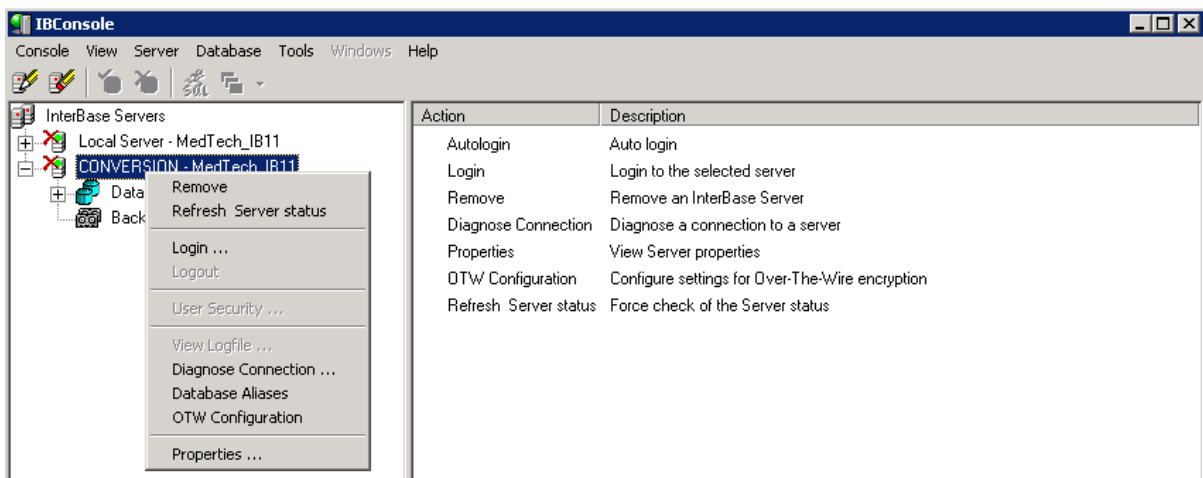 IBConsole
Console View Server Database Tools Windows Help
SQL
InterBase Servers
Local Server - MedTech_IB11
CONVERSION - MedTech_IB11
Data
Back
Remove
Refresh Server status
Login ...
Logout
User Security ...
View Logfile ...
Diagnose Connection ...
Database Aliases
OTW Configuration
Properties ...
Action Description
Autologin Auto login
Login Login to the selected server
Remove Remove an InterBase Server
Diagnose Connection Diagnose a connection to a server
Properties View Server properties
OTW Configuration Configure settings for Over-The-Wire encryption
Refresh Server status Force check of the Server status